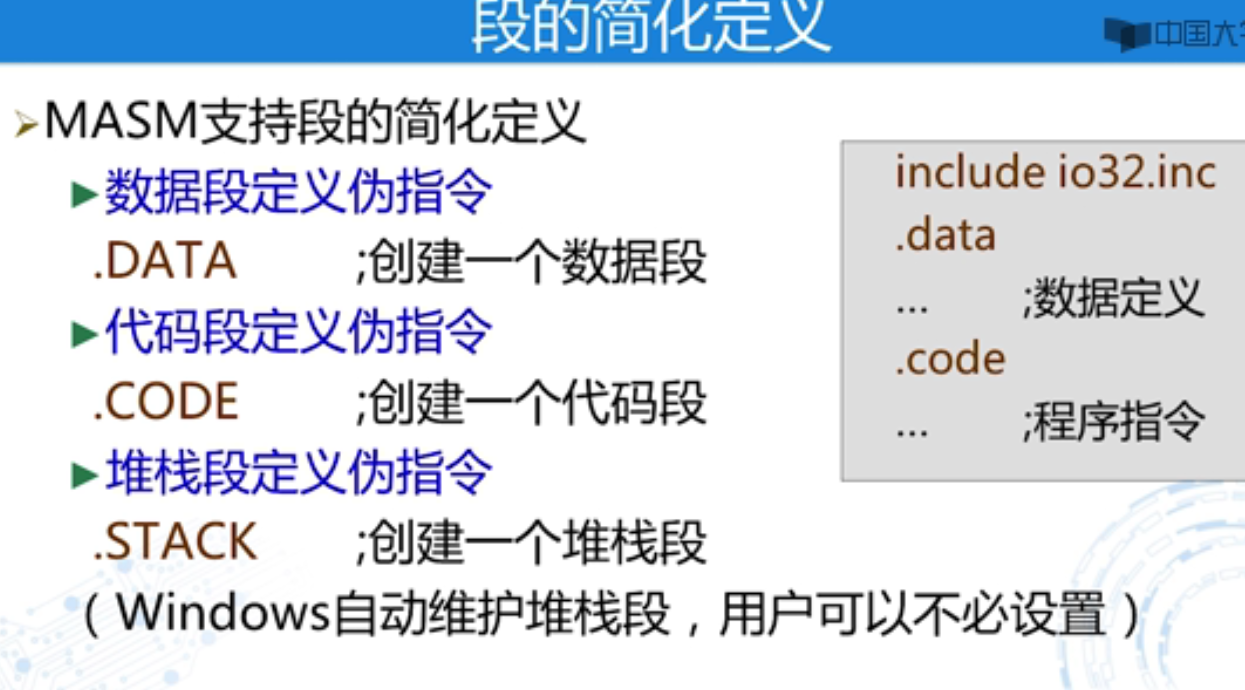 段的简化定义
中国大
➢MASM支持段的简化定义
►数据段定义伪指令
.DATA ;创建一个数据段
►代码段定义伪指令
.CODE ;创建一个代码段
►堆栈段定义伪指令
.STACK ;创建一个堆栈段
（Windows自动维护堆栈段，用户可以不必设置）
include io32.inc
.data
... ;数据定义
.code
... ;程序指令